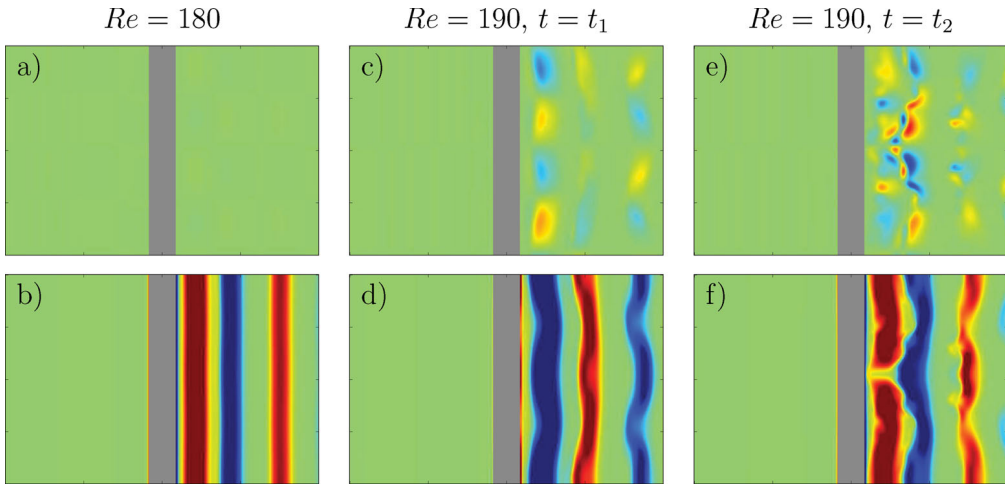 Re = 180
Re = 190, t = t₁
Re = 190, t = t₂
a)
c)
e)
b)
d)
f)